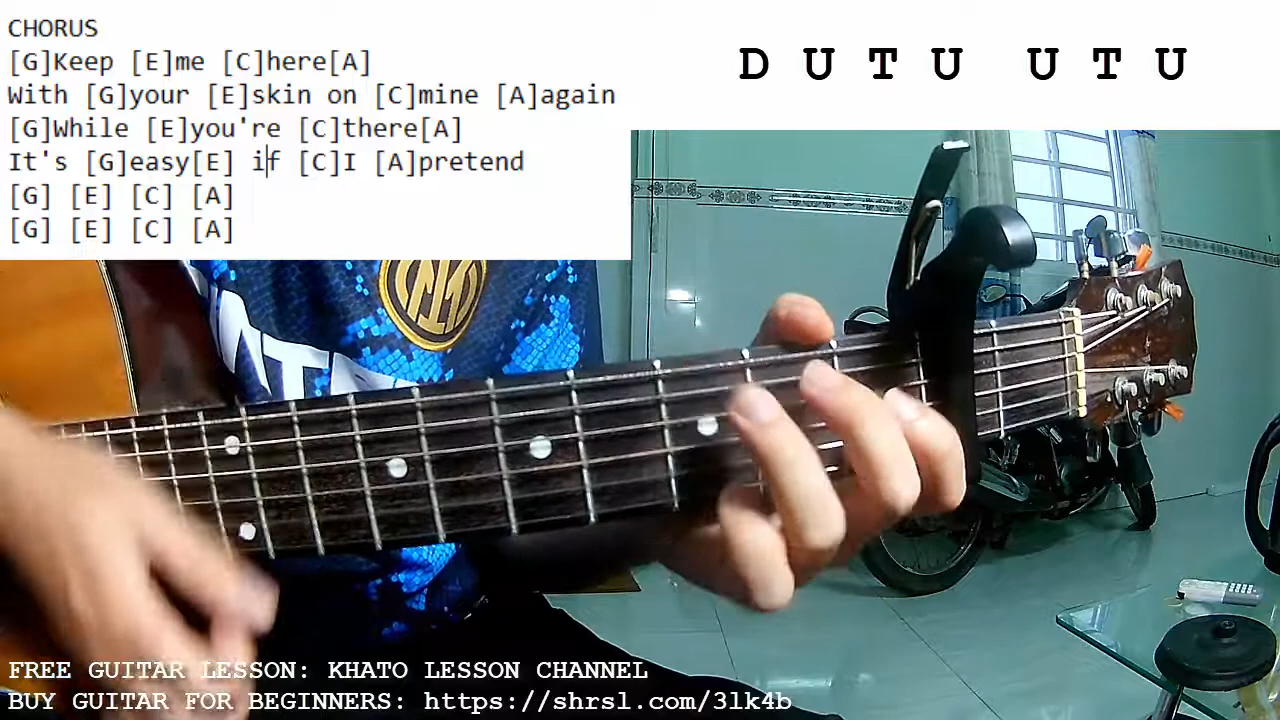 CHORUS
[G]Keep [E]me [C]here[A]
With [G]your [E]skin on [C]mine [A]again
[G]While [E]you're [C]there[A]
It's [G]easy[E] if [C]I [A]pretend
[G] [E] [C] [A]
[G] [E] [C] [A]
D U T U  U T U
FREE GUITAR LESSON: KHATO LESSON CHANNEL
BUY GUITAR FOR BEGINNERS: https://shrsl.com/3lk4b